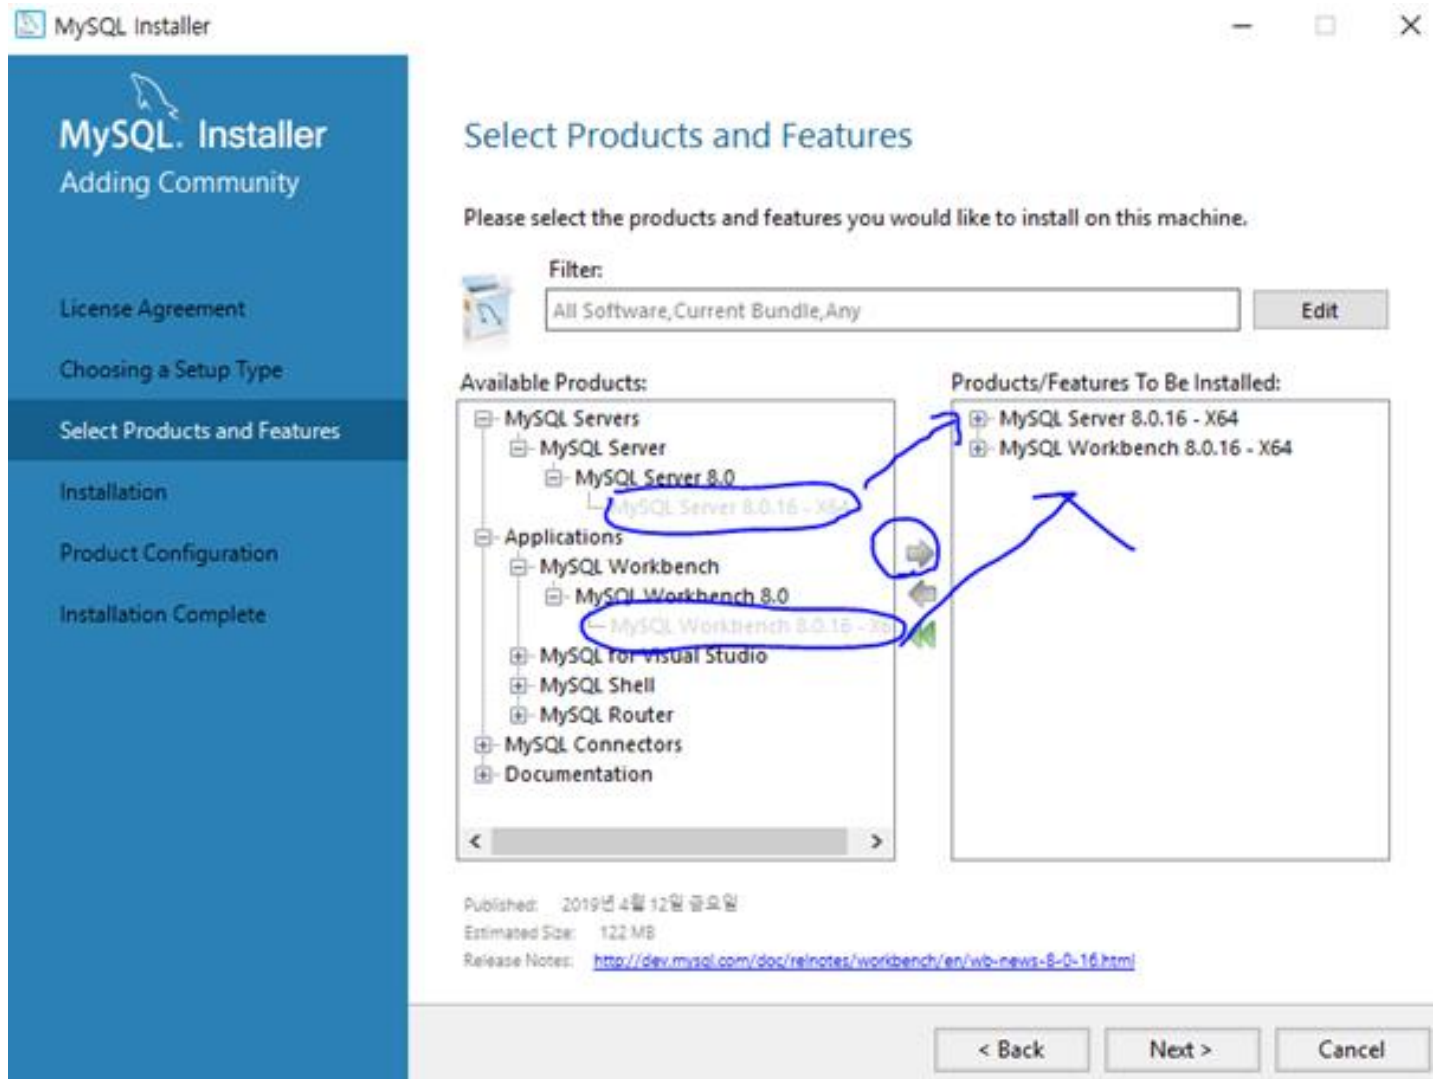 MySQL Installer
MySQL. Installer
Adding Community
License Agreement
Choosing a Setup Type
Select Products and Features
Installation
Product Configuration
Installation Complete
Select Products and Features
Please select the products and features you would like to install on this machine.
Filter:
All Software,Current Bundle,Any
Edit
Available Products:
MySQL Servers
MySQL Server
MySQL Server 8.0
MySQL Server 8.0.16 - X64
Applications
MySQL Workbench
MySQL Workbench 8.0
MySQL Workbench 8.0.16 - X6
MySQL for Visual Studio
MySQL Shell
MySQL Router
MySQL Connectors
Documentation
Products/Features To Be Installed:
MySQL Server 8.0.16 - X64
MySQL Workbench 8.0.16 - X64
Published: 2019년 4월 12일 금요일
Estimated Size: 122 MB
Release Notes: http://dev.mysql.com/doc/relnotes/workbench/en/wb-news-8-0-16.html
< Back
Next >
Cancel